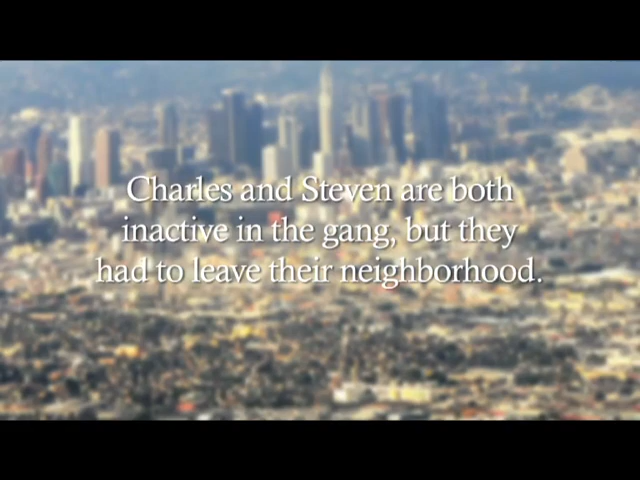 Charles and Steven are both
inactive in the gang, but they
had to leave their neighborhood.